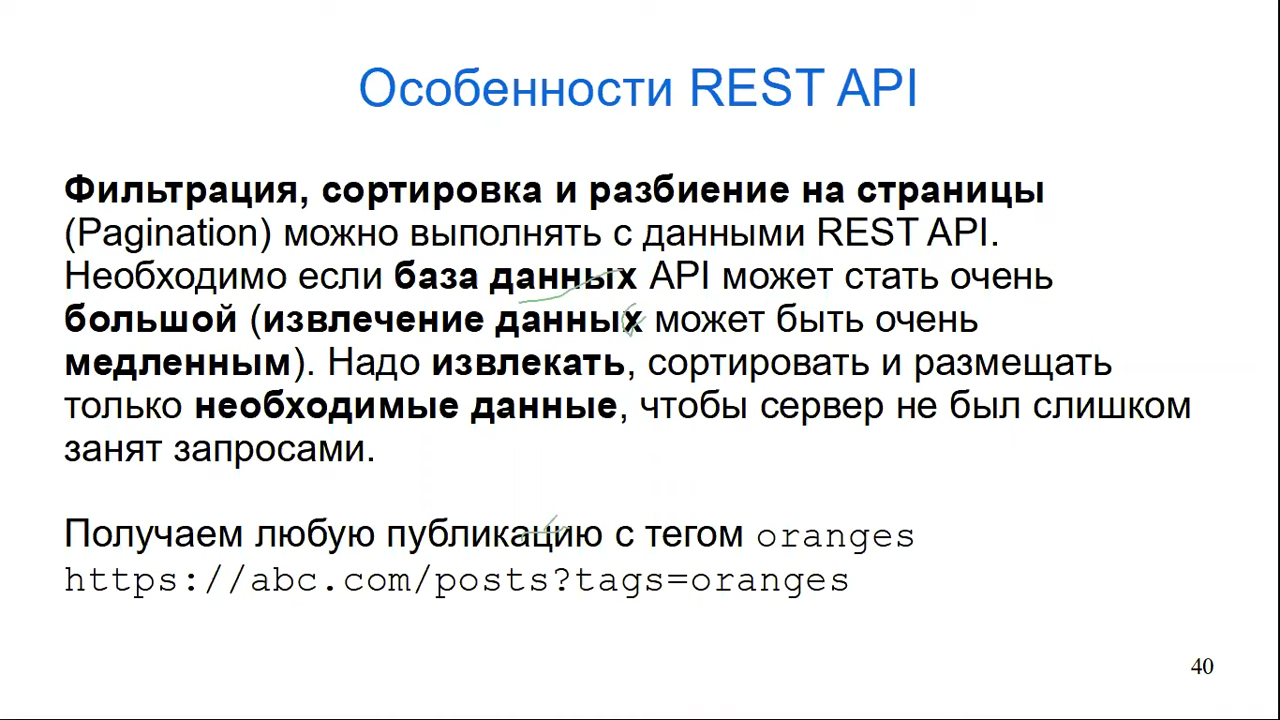 Особенности REST API
Фильтрация, сортировка и разбиение на страницы
(Pagination) можно выполнять с данными REST API.
Необходимо если база данных API может стать очень
большой (извлечение данных может быть очень
медленным). Надо извлекать, сортировать и размещать
только необходимые данные, чтобы сервер не был слишком
занят запросами.
Получаем любую публикацию с тегом oranges
https://abc.com/posts?tags=oranges
40